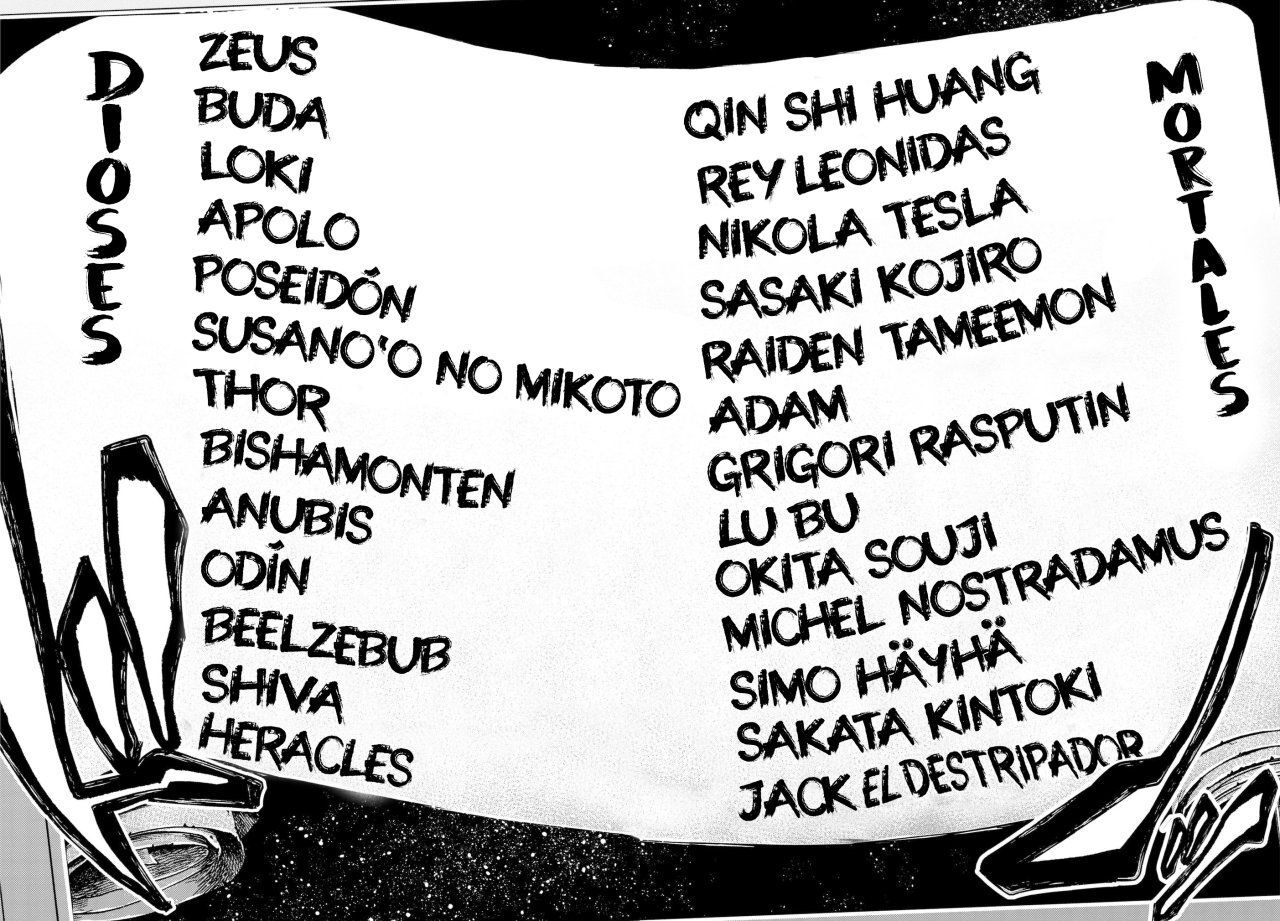 DIOSES
ZEUS
BUDA
LOKI
APOLO
POSEIDÓN
SUSANO'O NO MIKOTO
THOR
BISHAMONTEN
ANUBIS
ODÍN
BEELZEBUB
SHIVA
HERACLES
MORTALES
QIN SHI HUANG
REY LEONIDAS
NIKOLA TESLA
SASAKI KOJIRO
RAIDEN TAMEEMON
ADAM
GRIGORI RASPUTIN
LU BU
OKITA SOUJI
MICHEL NOSTRADAMUS
SIMO HÄYHÄ
SAKATA KINTOKI
JACK EL DESTRIPADOR